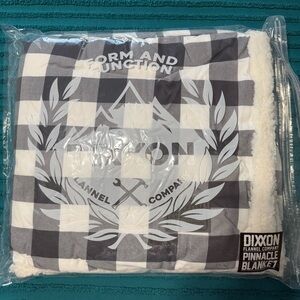 FORM AND
FUNCTION
DIXXON
FLANNEL COMPANY
DIXXON
FLANNEL COMPANY
PINNACLE
BLANKET